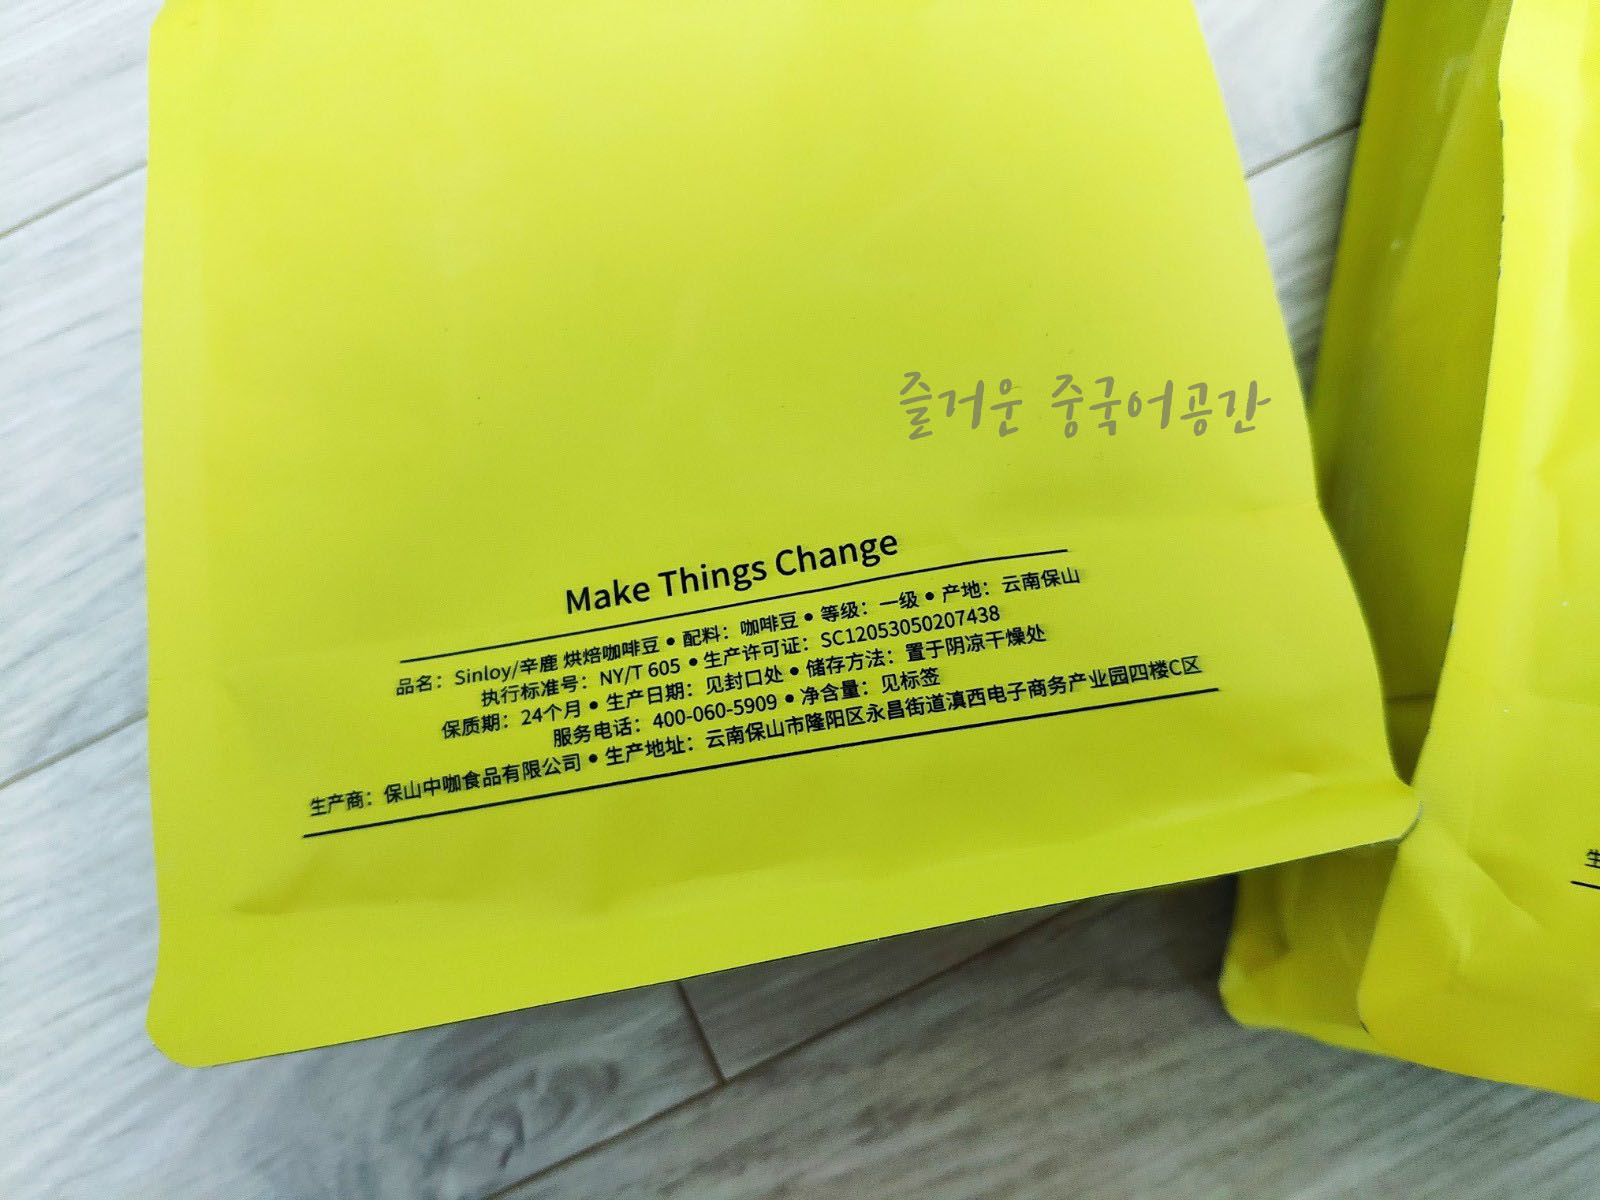 즐거운 중국어공간
Make Things Change
品名：Sinloy/辛鹿 烘焙咖啡豆 • 配料：咖啡豆 • 等级：一级 • 产地：云南保山
执行标准号：NY/T 605 • 生产许可证：SC12053050207438
保质期：24个月 • 生产日期：见封口处 • 储存方法：置于阴凉干燥处
服务电话：400-060-5909 • 净含量：见标签
生产商：保山中咖食品有限公司 • 生产地址：云南保山市隆阳区永昌街道滇西电子商务产业园四楼C区
生